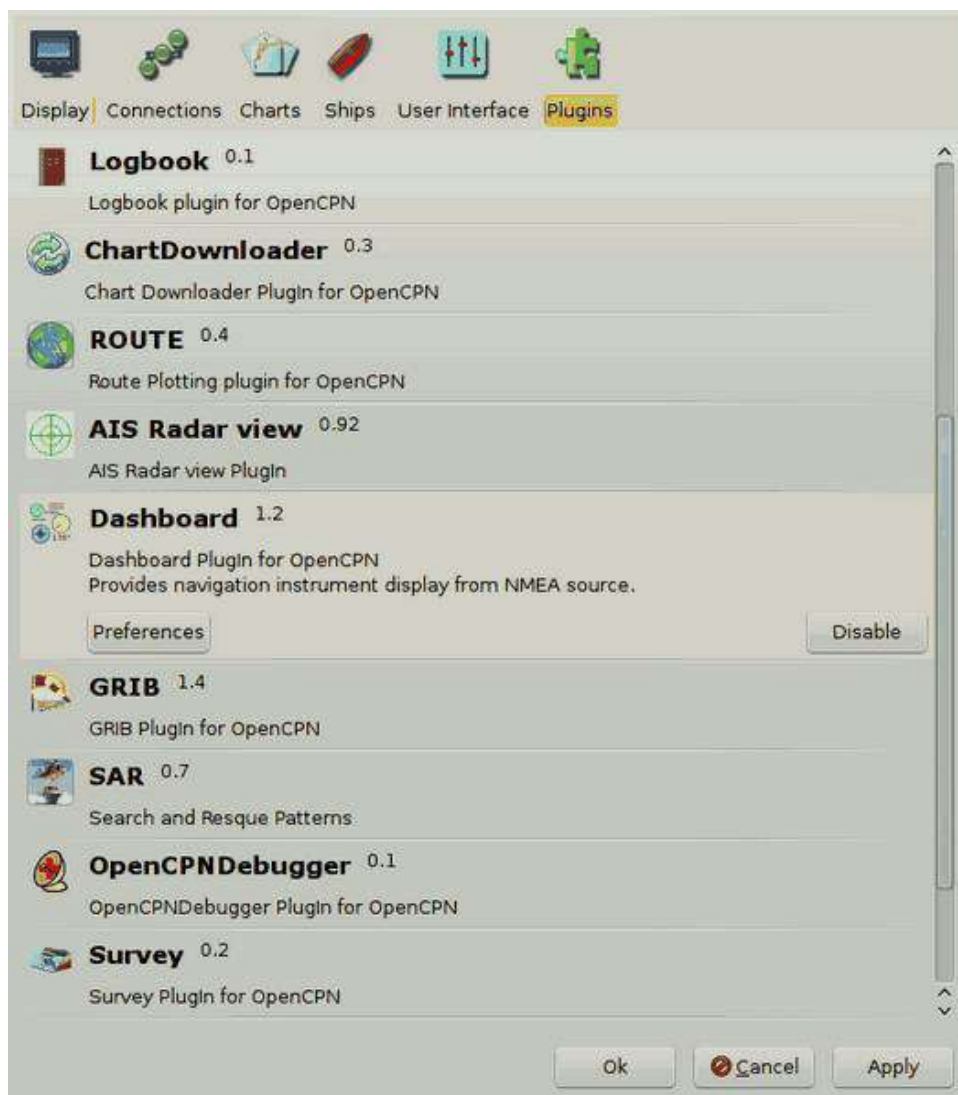 Display Connections Charts Ships User Interface Plugins
Logbook 0.1
Logbook plugin for OpenCPN
ChartDownloader 0.3
Chart Downloader PlugIn for OpenCPN
ROUTE 0.4
Route Plotting plugin for OpenCPN
AIS Radar view 0.92
AIS Radar view PlugIn
Dashboard 1.2
Dashboard PlugIn for OpenCPN
Provides navigation instrument display from NMEA source.
Preferences Disable
GRIB 1.4
GRIB PlugIn for OpenCPN
SAR 0.7
Search and Resque Patterns
OpenCPNDebugger 0.1
OpenCPNDebugger PlugIn for OpenCPN
Survey 0.2
Survey PlugIn for OpenCPN
Ok Cancel Apply